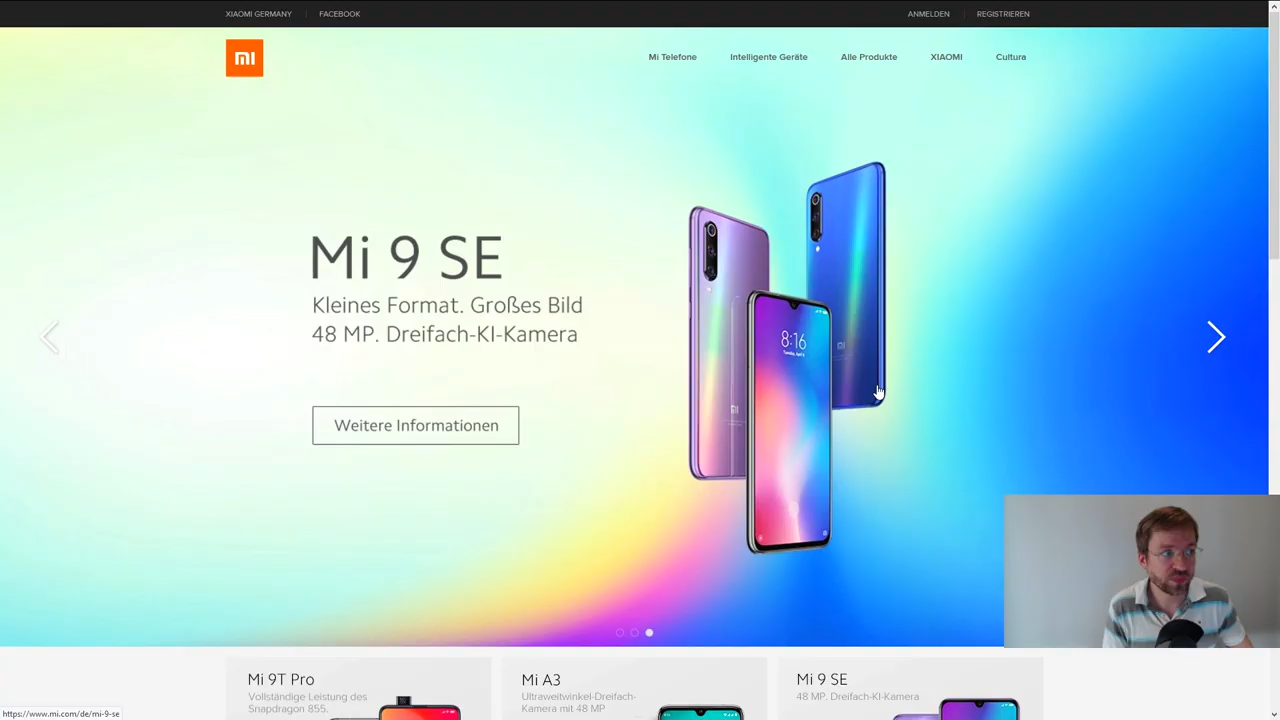 XIAOMI GERMANY
FACEBOOK
ANMELDEN
REGISTRIEREN
Mi Telefone
Intelligente Geräte
Alle Produkte
XIAOMI
Cultura
Mi 9 SE
Kleines Format. Großes Bild
48 MP. Dreifach-KI-Kamera
Weitere Informationen
Mi 9T Pro
Vollständige Leistung des
Snapdragon 855.
Mi A3
Ultraweitwinkel-Dreifach-
Kamera mit 48 MP
Mi 9 SE
48 MP. Dreifach-KI-Kamera
https://www.mi.com/de/mi-9-se